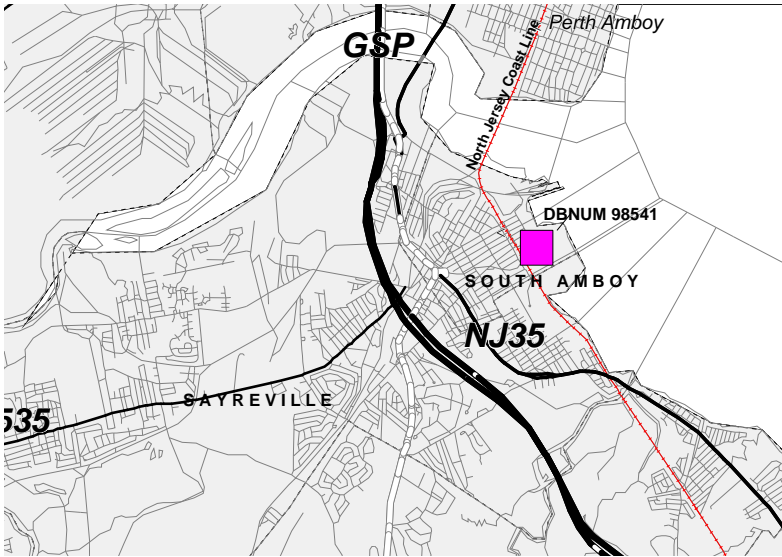 GSP
Perth Amboy
North Jersey Coast Line
DBNUM 98541
SOUTH AMBOY
NJ35
SAYREVILLE
535